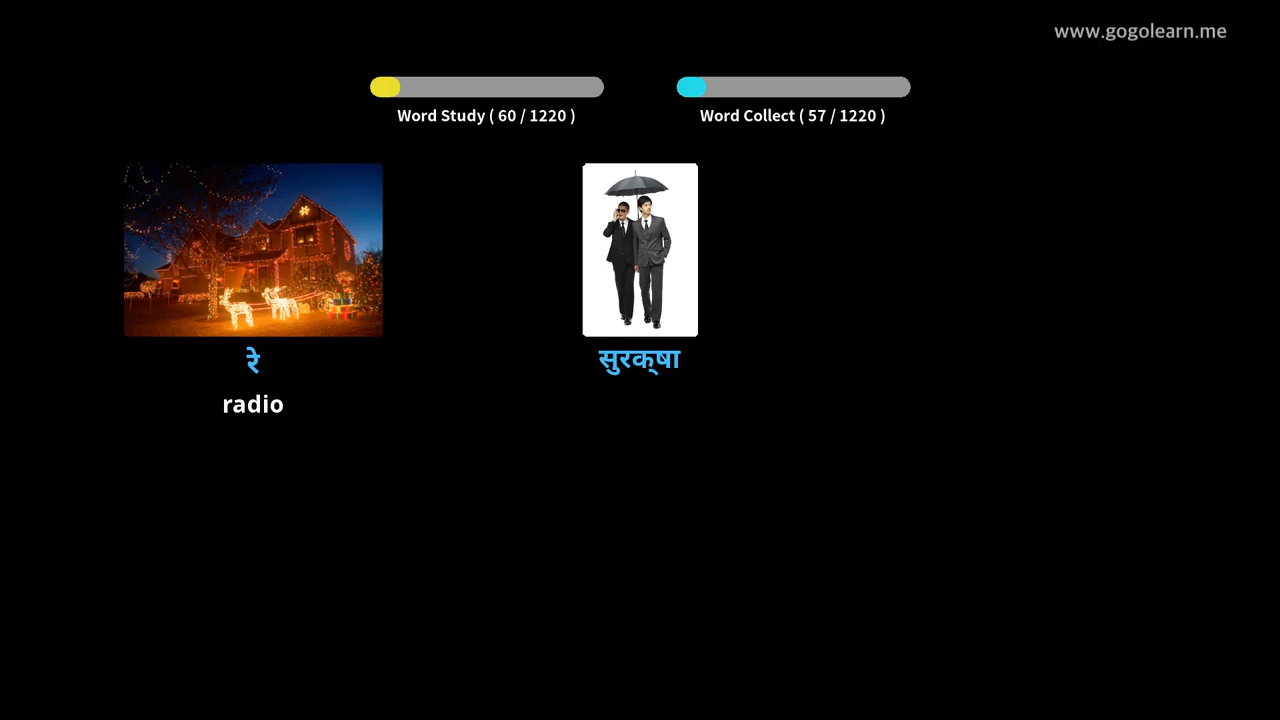 www.gogolearn.me
Word Study ( 60 / 1220 )
Word Collect ( 57 / 1220 )
रे
radio
सुरक्षा